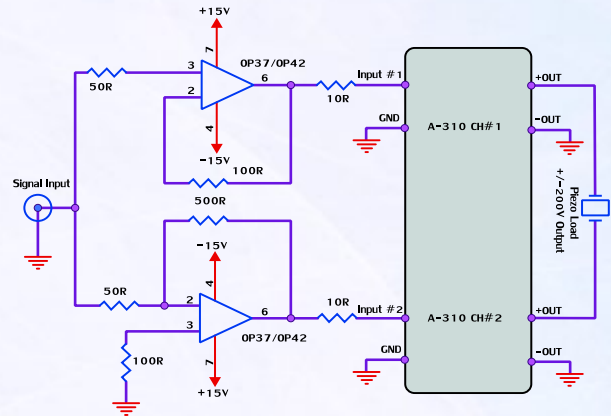 +15V
7
OP37/OP42
3
50R
2
6
10R
Input #1
4
-15V
100R
GND
A-310 CH#1
+OUT
-OUT
500R
Signal Input
Piezo Load
+/-200V Output
-15V
4
50R
2
3
6
10R
Input #2
OP37/OP42
7
+15V
100R
GND
A-310 CH#2
+OUT
-OUT